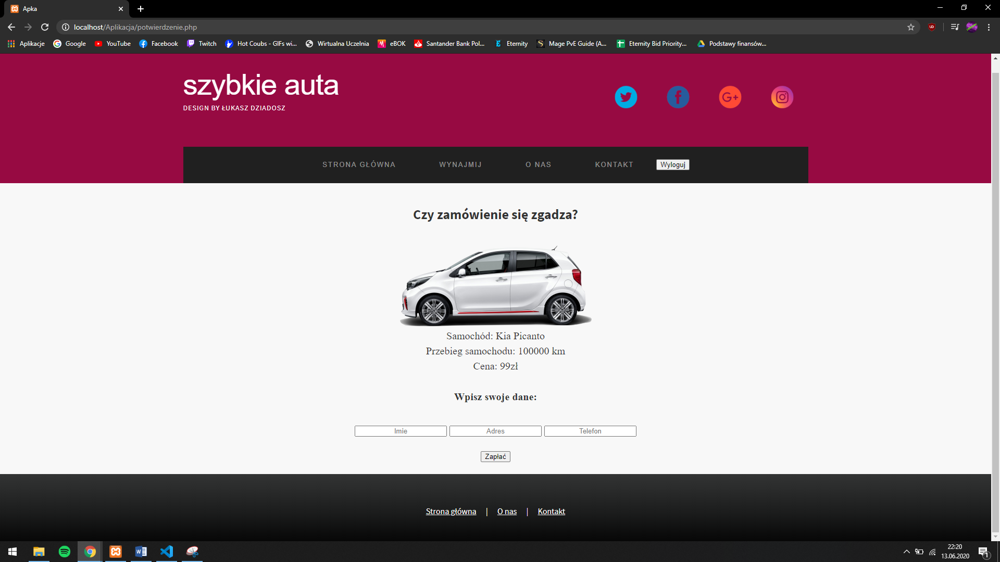 Apka
localhost/Aplikacja/potwierdzenie.php
Aplikacje Google YouTube Facebook Twitch Hot Coubs - GIFs wi... Wirtualna Uczelnia eBOK Santander Bank Pol... Eternity Mage PvE Guide (A... Eternity Bid Priority... Podstawy finansów...
szybkie auta
DESIGN BY ŁUKASZ DZIADOSZ
STRONA GŁÓWNA WYNAJMIJ O NAS KONTAKT Wyloguj
Czy zamówienie się zgadza?
Samochód: Kia Picanto
Przebieg samochodu: 100000 km
Cena: 99zł
Wpisz swoje dane:
Imie Adres Telefon
Zapłać
Strona główna | O nas | Kontakt
22:20
13.06.2020
1